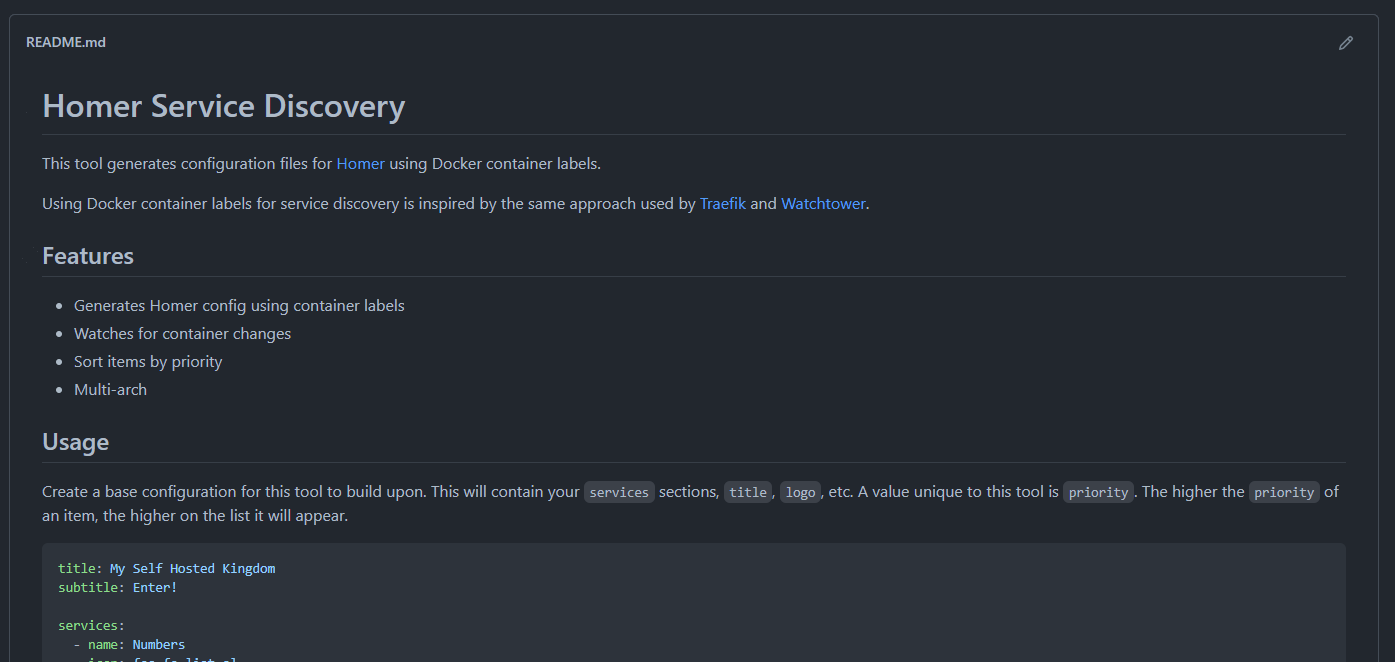 README.md
Homer Service Discovery
This tool generates configuration files for Homer using Docker container labels.
Using Docker container labels for service discovery is inspired by the same approach used by Traefik and Watchtower.
Features
Generates Homer config using container labels
Watches for container changes
Sort items by priority
Multi-arch
Usage
Create a base configuration for this tool to build upon. This will contain your services sections, title, logo, etc. A value unique to this tool is priority. The higher the priority of
an item, the higher on the list it will appear.
title: My Self Hosted Kingdom
subtitle: Enter!
services:
- name: Numbers